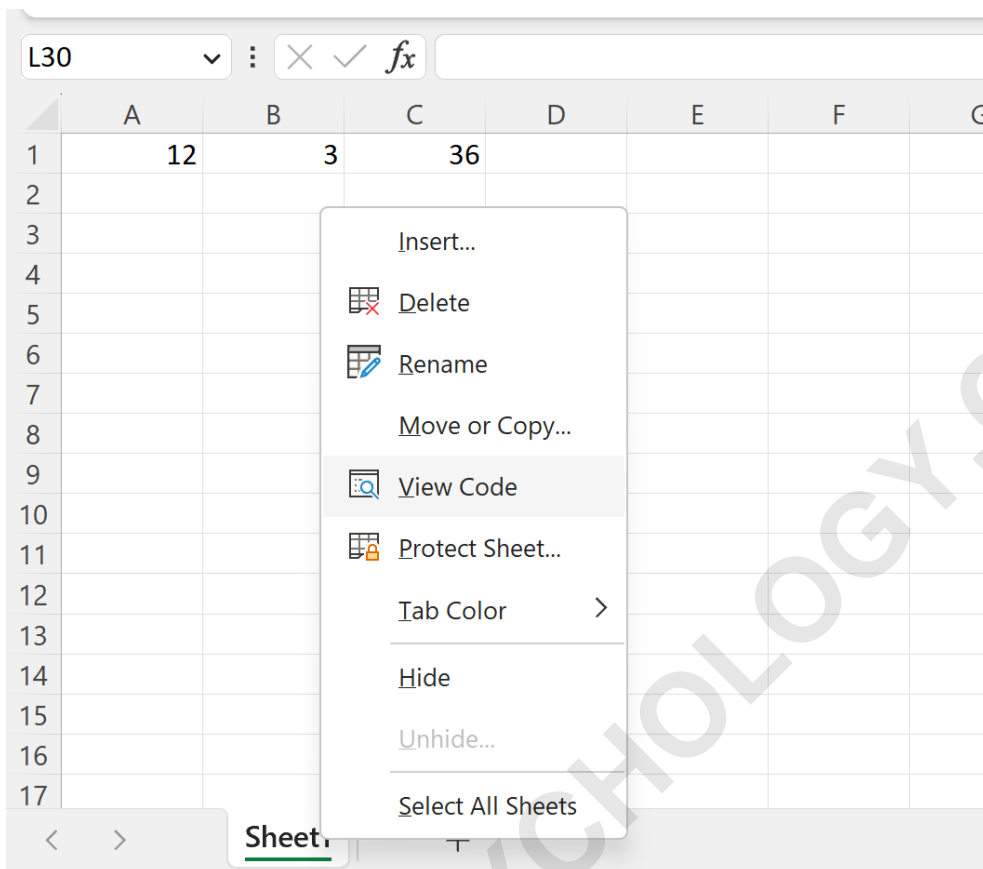 L30 fx
A B C D E F G
1 12 3 36
2
3
4
5
6
7
8
9
10
11
12
13
14
15
16
17
Insert...
Delete
Rename
Move or Copy...
View Code
Protect Sheet...
Tab Color
Hide
Unhide...
Select All Sheets
Sheet1
YCHOLOGY